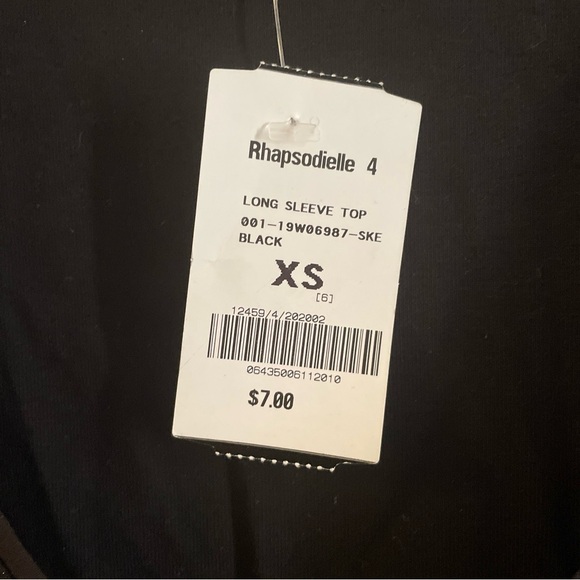 Rhapsodielle 4
LONG SLEEVE TOP
001-19W06987-SKE
BLACK
XS
[6]
12459/4/202002
06435006112010
$7.00